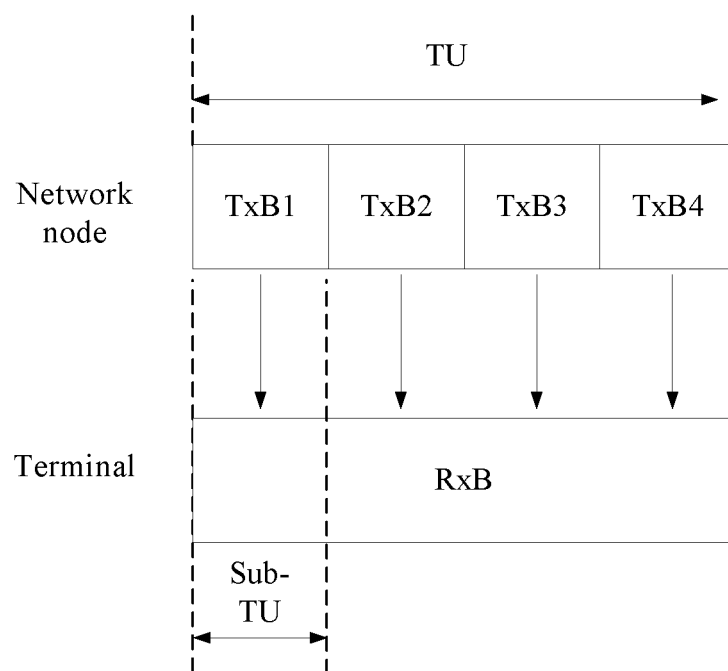 TU
Network
node
TxB1
TxB2
TxB3
TxB4
Terminal
RxB
Sub-
TU